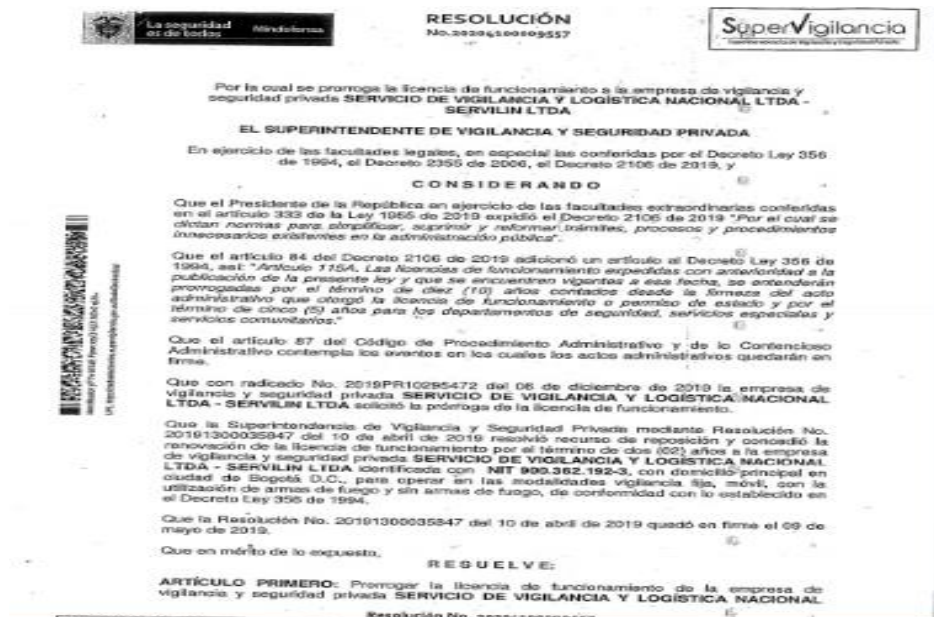 La seguridad
es de todos
Mindefensa
RESOLUCIÓN
No.20204100009557
SuperVigilancia
Por la cual se prorroga la licencia de funcionamiento a la empresa de vigilancia y
seguridad privada SERVICIO DE VIGILANCIA Y LOGÍSTICA NACIONAL LTDA -
SERVILIN LTDA
EL SUPERINTENDENTE DE VIGILANCIA Y SEGURIDAD PRIVADA
En ejercicio de las facultades legales, en especial las conferidas por el Decreto Ley 356
de 1994, el Decreto 2355 de 2006, el Decreto 2106 de 2019, y
CONSIDERANDO
Que el Presidente de la República en ejercicio de las facultades extraordinarias conferidas
en el artículo 333 de la Ley 1955 de 2019 expidió el Decreto 2106 de 2019 "Por el cual se
dictan normas para simplificar, suprimir y reformar trámites, procesos y procedimientos
innecesarios existentes en la administración pública".
Que el artículo 84 del Decreto 2106 de 2019 adicionó un artículo al Decreto Ley 356 de
1994, así: "Artículo 115A. Las licencias de funcionamiento expedidas con anterioridad a la
publicación de la presente ley y que se encuentren vigentes a esa fecha, se entenderán
prorrogadas por el término de diez (10) años contados desde la firmeza del acto
administrativo que otorgó la licencia de funcionamiento o permiso de estado y por el
término de cinco (5) años para los departamentos de seguridad, servicios especiales y
servicios comunitarios."
Que el artículo 87 del Código de Procedimiento Administrativo y de lo Contencioso
Administrativo contempla los eventos en los cuales los actos administrativos quedarán en
firme.
Que con radicado No. 2019PR10295472 del 06 de diciembre de 2019 la empresa de
vigilancia y seguridad privada SERVICIO DE VIGILANCIA Y LOGÍSTICA NACIONAL
LTDA - SERVILIN LTDA solicitó la prórroga de la licencia de funcionamiento.
Que la Superintendencia de Vigilancia y Seguridad Privada mediante Resolución No.
20191300035847 del 10 de abril de 2019 resolvió recurso de reposición y concedió la
renovación de la licencia de funcionamiento por el término de dos (02) años a la empresa
de vigilancia y seguridad privada SERVICIO DE VIGILANCIA Y LOGÍSTICA NACIONAL
LTDA - SERVILIN LTDA identificada con NIT 900.362.192-3, con domicilio principal en
ciudad de Bogotá D.C., para operar en las modalidades vigilancia fija, móvil, con la
utilización de armas de fuego y sin armas de fuego, de conformidad con lo establecido en
el Decreto Ley 356 de 1994.
Que la Resolución No. 20191300035847 del 10 de abril de 2019 quedó en firme el 09 de
mayo de 2019.
Que en mérito de lo expuesto,
RESUELVE:
ARTÍCULO PRIMERO: Prorrogar la licencia de funcionamiento de la empresa de
vigilancia y seguridad privada SERVICIO DE VIGILANCIA Y LOGÍSTICA NACIONAL
Resolución No.